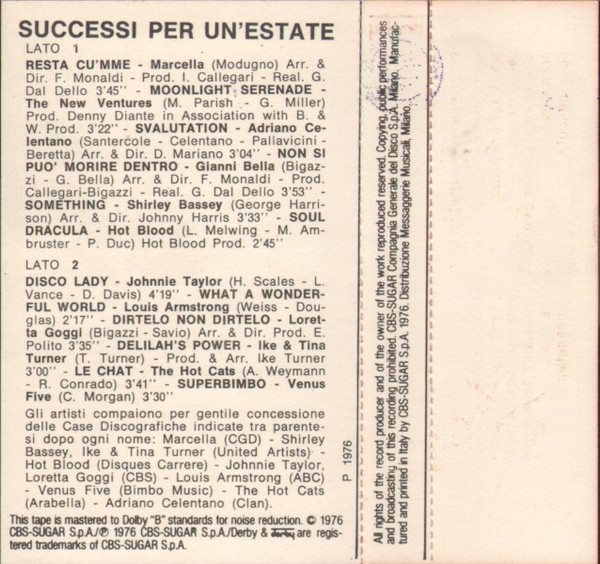 SUCCESSI PER UN'ESTATE
LATO 1
RESTA CU'MME - Marcella (Modugno) Arr. &
Dir. F. Monaldi - Prod. I. Callegari - Real. G.
Dal Dello 3'45" - MOONLIGHT SERENADE -
The New Ventures (M. Parish - G. Miller)
Prod. Denny Diante in Association with B. &
W. Prod. 3'22" - SVALUTATION - Adriano Ce-
lentano (Santercole - Celentano - Pallavicini -
Beretta) Arr. & Dir. D. Mariano 3'04" - NON SI
PUO' MORIRE DENTRO - Gianni Bella (Bigaz-
zi - G. Bella) Arr. & Dir. F. Monaldi - Prod.
Callegari-Bigazzi - Real. G. Dal Dello 3'53" -
SOMETHING - Shirley Bassey (George Harri-
son) Arr. & Dir. Johnny Harris 3'33" - SOUL
DRACULA - Hot Blood (L. Melwing - M. Am-
bruster - P. Duc) Hot Blood Prod. 2'45"
LATO 2
DISCO LADY - Johnnie Taylor (H. Scales - L.
Vance - D. Davis) 4'19" - WHAT A WONDER-
FUL WORLD - Louis Armstrong (Weiss - Dou-
glas) 2'17" - DIRTELO NON DIRTELO - Loret-
ta Goggi (Bigazzi - Savio) Arr. & Dir. Prod. E.
Polito 3'35" - DELILAH'S POWER - Ike & Tina
Turner (T. Turner) - Prod. & Arr. Ike Turner
3'00" - LE CHAT - The Hot Cats (A. Weymann
- R. Conrado) 3'41" - SUPERBIMBO - Venus
Five (C. Morgan) 3'30"
Gli artisti compaiono per gentile concessione
delle Case Discografiche indicate tra parente-
si dopo ogni nome: Marcella (CGD) - Shirley
Bassey, Ike & Tina Turner (United Artists) -
Hot Blood (Disques Carrere) - Johnnie Taylor,
Loretta Goggi (CBS) - Louis Armstrong (ABC)
- Venus Five (Bimbo Music) - The Hot Cats
(Arabella) - Adriano Celentano (Clan).
This tape is mastered to Dolby "B" standards for noise reduction. © 1976
CBS-SUGAR S.p.A./℗ 1976 CBS-SUGAR S.p.A./Derby & Derby are regis-
tered trademarks of CBS-SUGAR S.p.A.
P 1976
All rights of the record producer and of the owner of the work reproduced reserved. Copying, public performances
and broadcasting of this recording prohibited. CBS-SUGAR Compagnia Generale del Disco S.p.A. Milano. Manufac-
tured and printed in Italy by CBS-SUGAR S.p.A. 1976. Distribuzione Messaggerie Musicali, Milano.